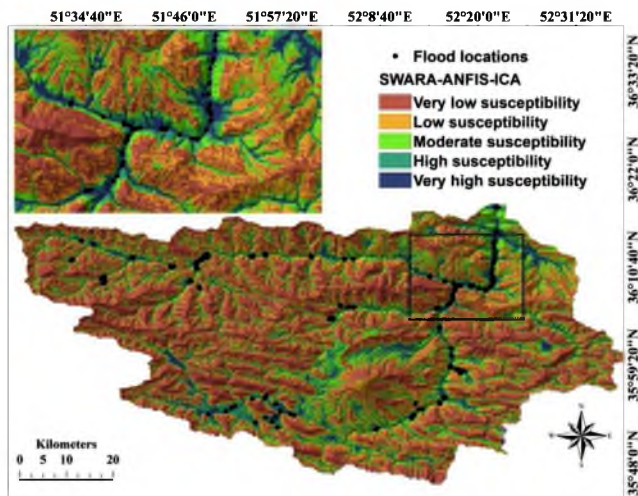 51°34'40"E 51°46'0"E 51°57'20"E 52°8'40"E 52°20'0"E 52°31'20"E
Flood locations
SWARA-ANFIS-ICA
Very low susceptibility
Low susceptibility
Moderate susceptibility
High susceptibility
Very high susceptibility
36°33'20"N
36°22'0"N
36°10'40"N
35°59'20"N
35°48'0"N
Kilometers
0 5 10 20